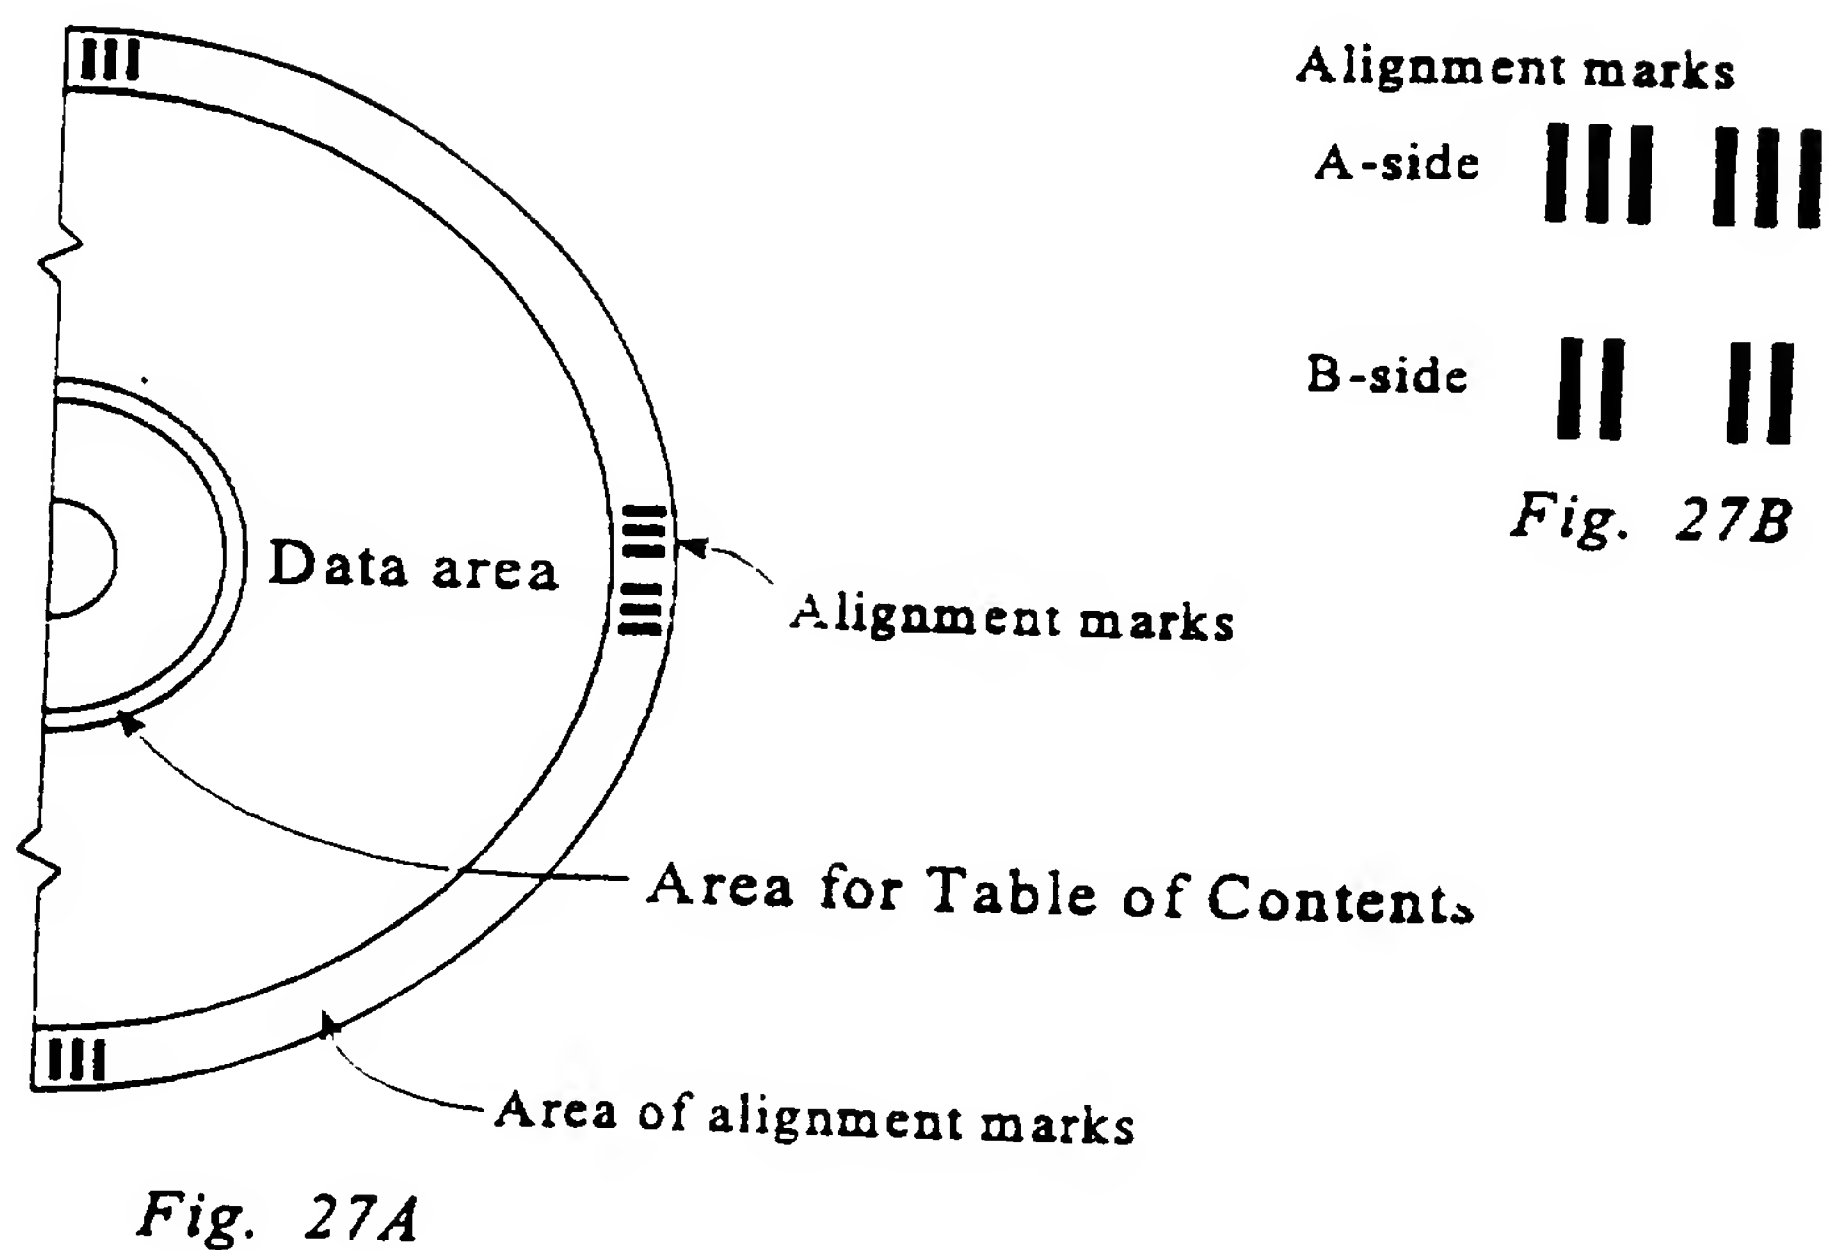 Alignment marks
A-side
B-side
Fig. 27B
Data area
Alignment marks
Area for Table of Contents
Area of alignment marks
Fig. 27A